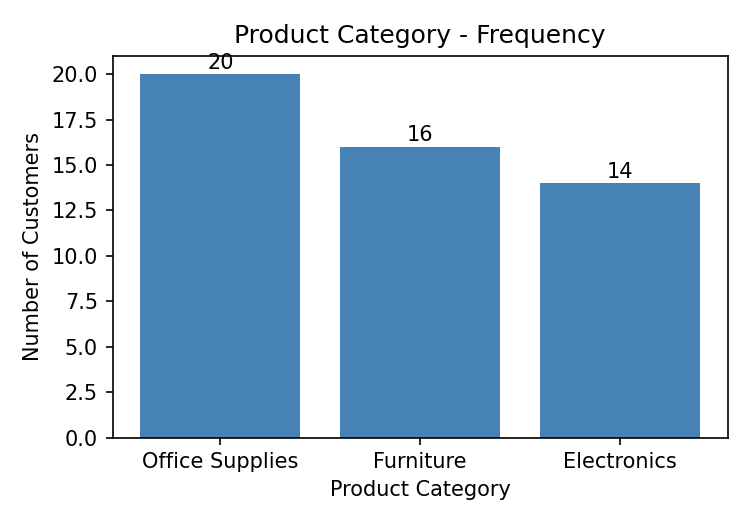 Product Category - Frequency
20
16
14
20.0
17.5
15.0
12.5
10.0
7.5
5.0
2.5
0.0
Number of Customers
Office Supplies
Furniture
Electronics
Product Category